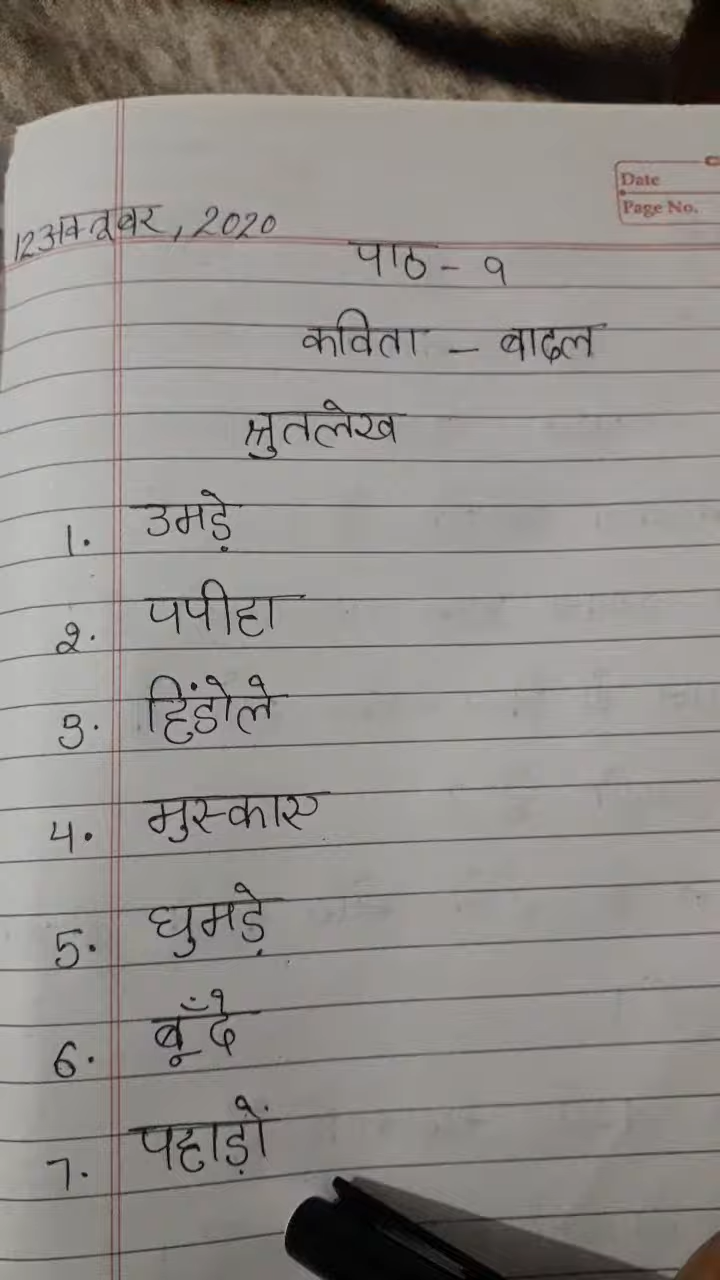 Date
Page No.
12 अक्तूबर, 2020
पाठ - १
कविता - बादल
श्रुतलेख
1. उमड़े
2. पपीहा
3. हिंडोले
4. मुस्काए
5. घुमड़े
6. बूँदे
7. पहाड़ों